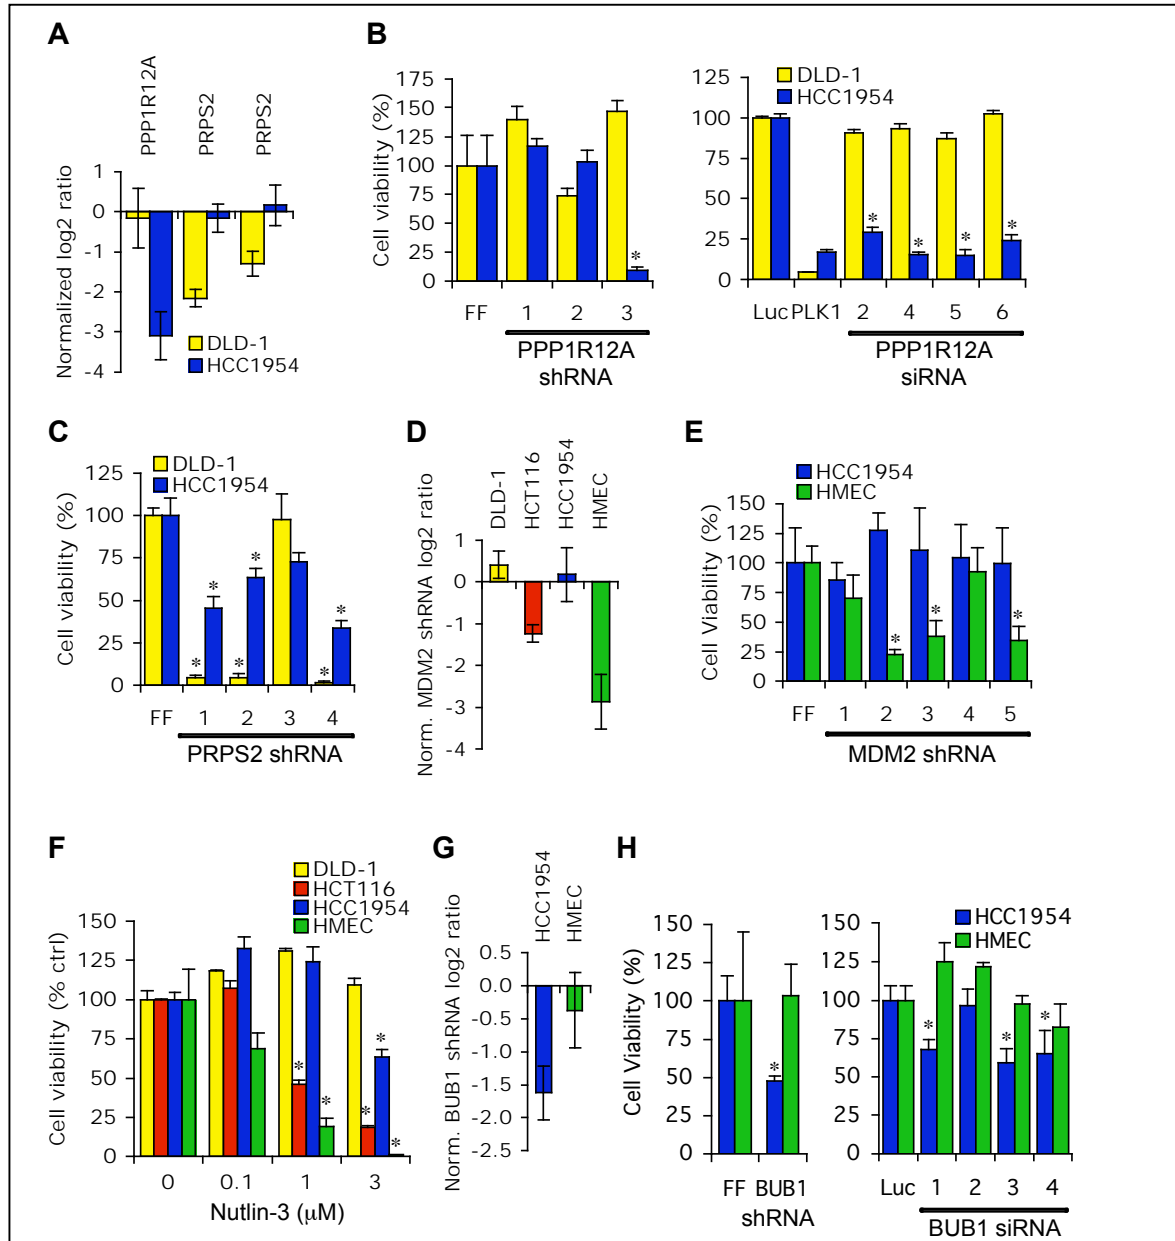 A
PPP1R12A
PRPS2
PRPS2
Normalized log2 ratio
1
0
-1
-2
-3
-4
DLD-1
HCC1954
B
Cell viability (%)
175
150
125
100
75
50
25
0
FF 1 2 3
PPP1R12A
shRNA
DLD-1
HCC1954
125
100
75
50
25
0
Luc PLK1 2 4 5 6
PPP1R12A
siRNA
* * * * *
C
DLD-1
HCC1954
Cell viability (%)
125
100
75
50
25
0
* * * * * *
FF 1 2 3 4
PRPS2 shRNA
D
DLD-1
HCT116
HCC1954
HMEC
Norm. MDM2 shRNA log2 ratio
1
0
-1
-2
-3
-4
E
HCC1954
HMEC
Cell Viability (%)
150
125
100
75
50
25
0
* * *
FF 1 2 3 4 5
MDM2 shRNA
F
DLD-1
HCT116
HCC1954
HMEC
Cell viability (% ctrl)
150
125
100
75
50
25
0
* * * * *
0 0.1 1 3
Nutlin-3 (μM)
G
HCC1954
HMEC
Norm. BUB1 shRNA log2 ratio
0.5
0.0
-0.5
-1.0
-1.5
-2.0
-2.5
H
Cell Viability (%)
150
125
100
75
50
25
0
*
FF BUB1
shRNA
HCC1954
HMEC
150
125
100
75
50
25
0
* * *
Luc 1 2 3 4
BUB1 siRNA